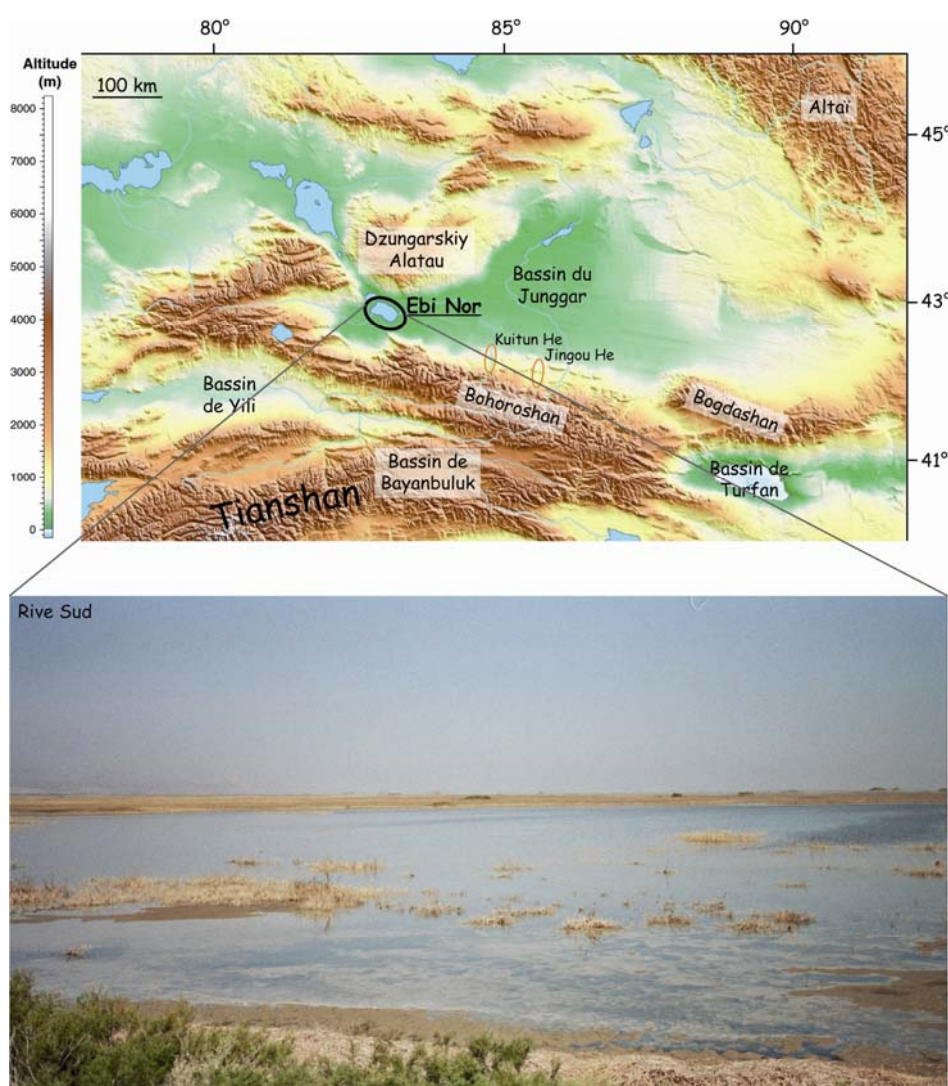 80°
85°
90°
Altitude
(m)
100 km
8000
7000
6000
5000
4000
3000
2000
1000
0
Altaï
45°
Dzungarskiy
Alatau
Bassin du
Junggar
43°
Ebi Nor
Kuitun He
Jingou He
Bassin
de Yili
Bohoroshan
Bogdashan
41°
Bassin de
Bayanbuluk
Bassin de
Turfan
Tianshan
Rive Sud